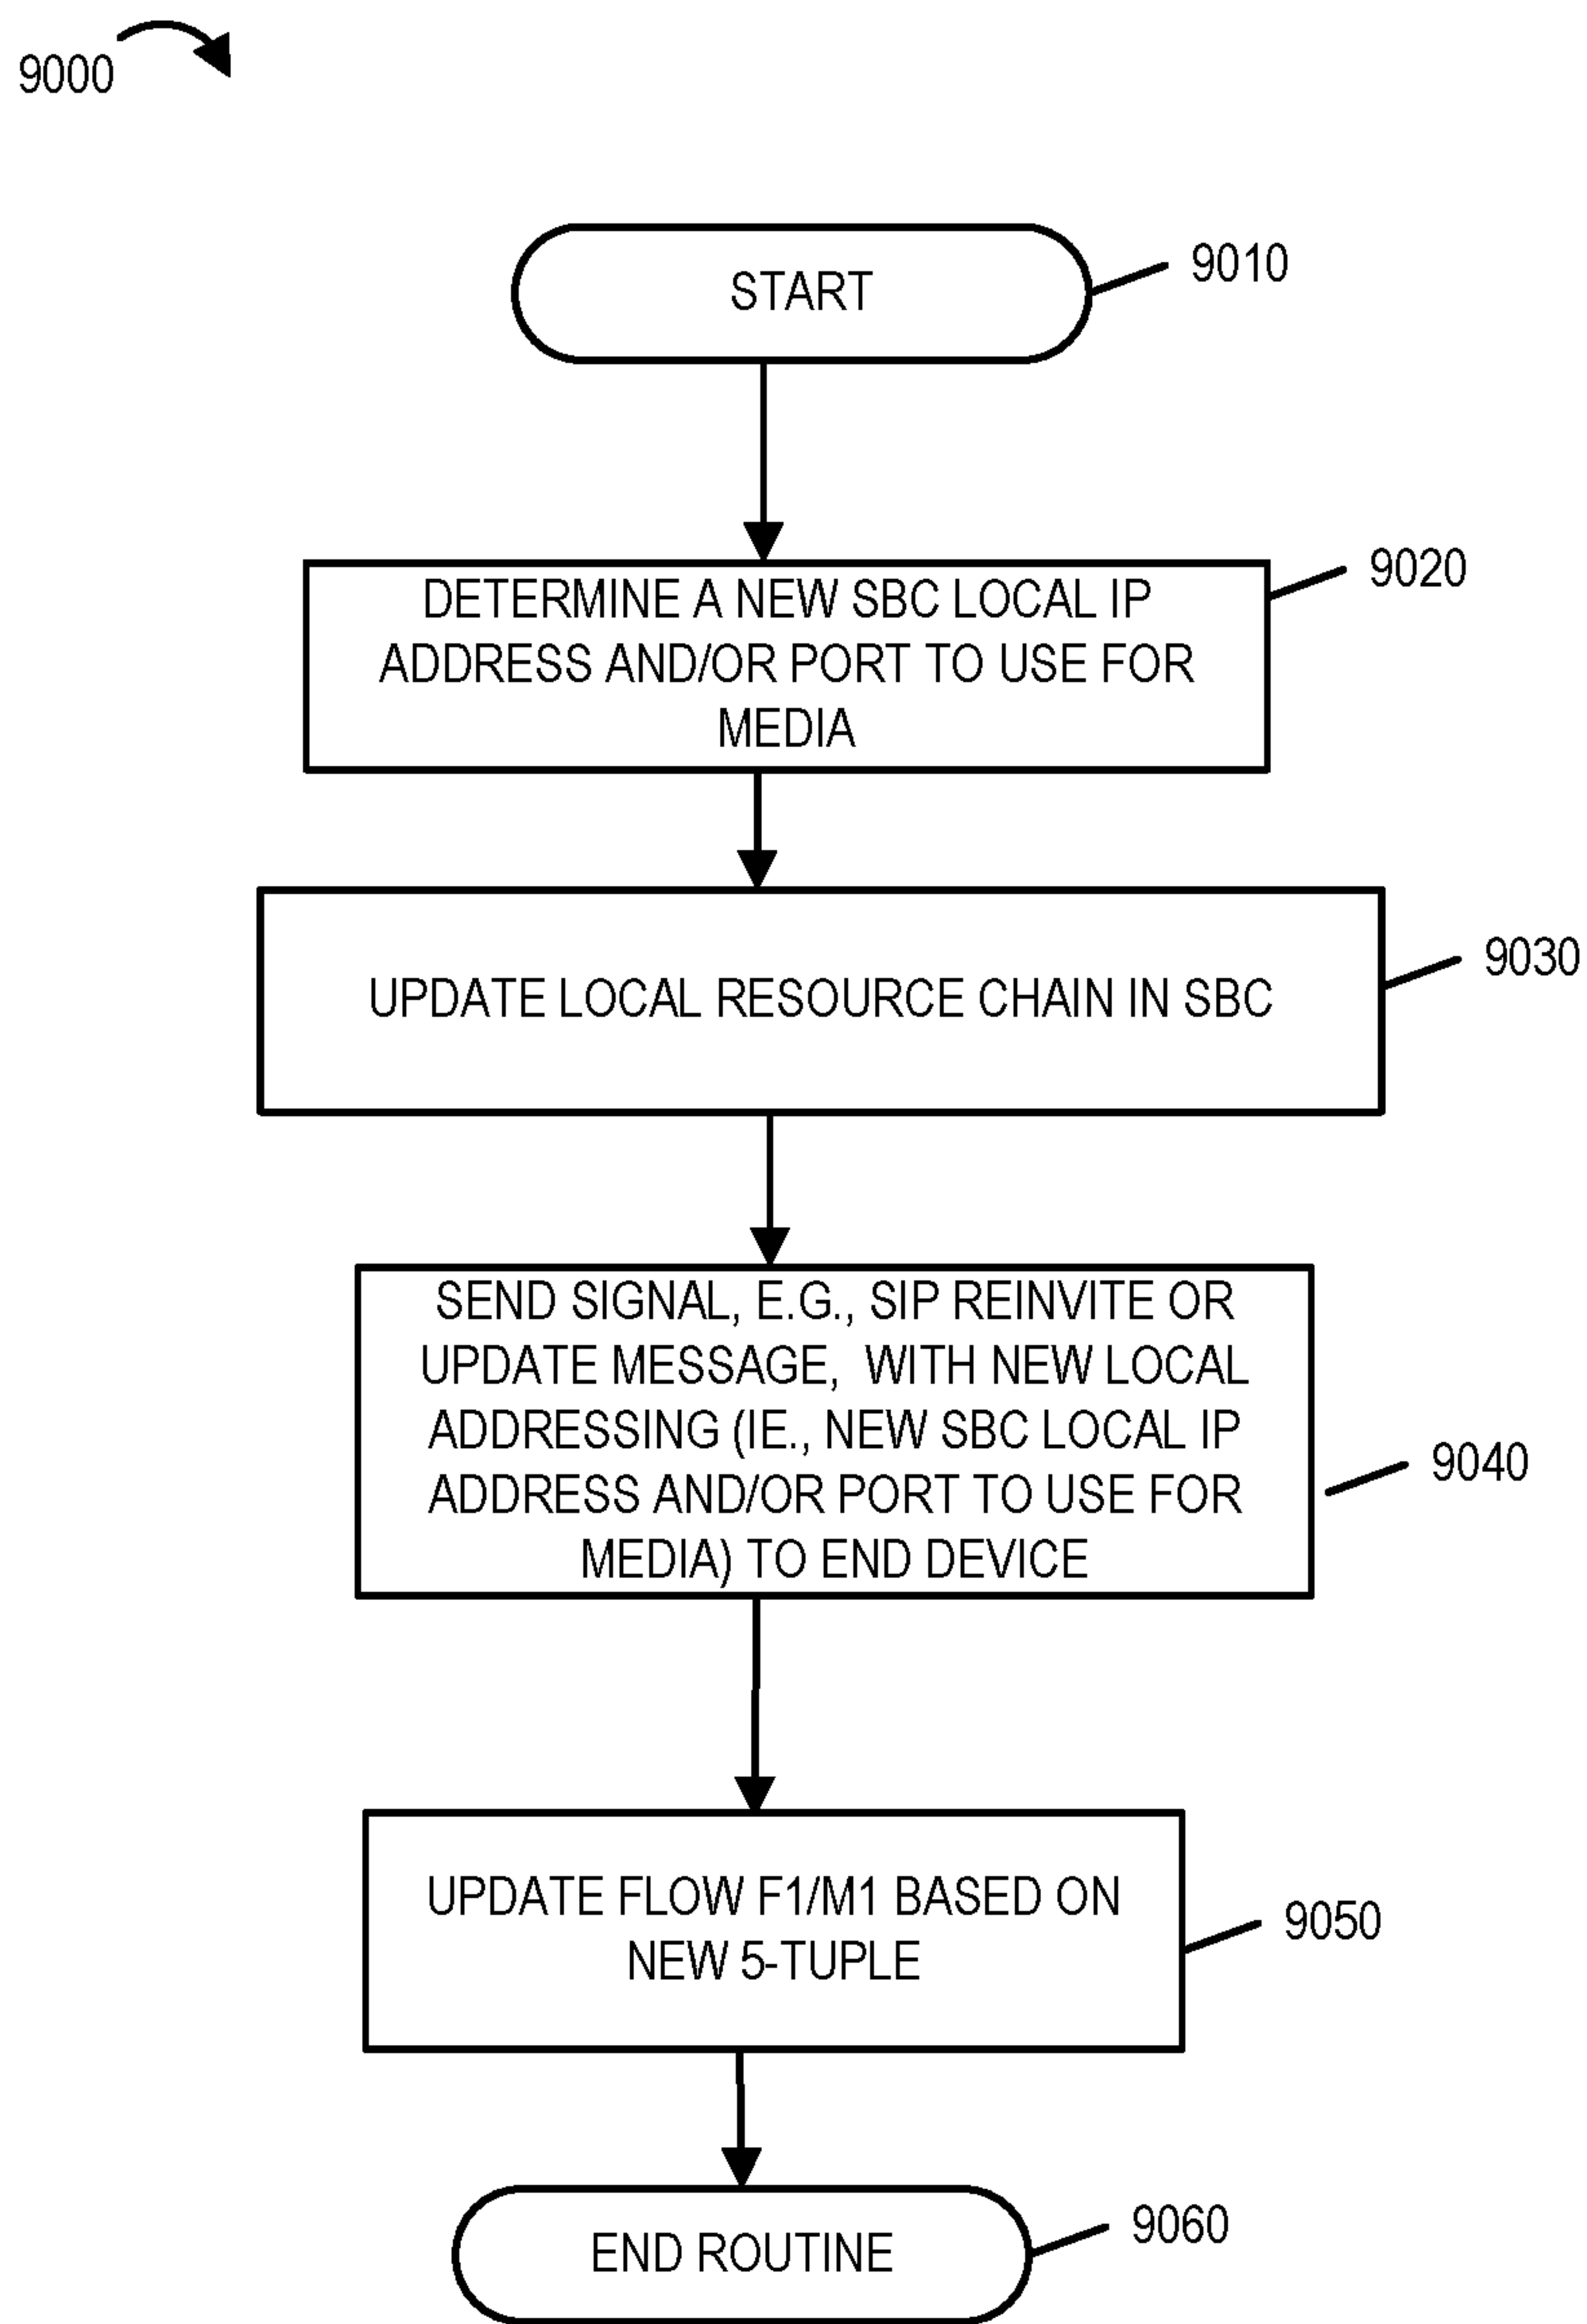 9000
START
9010
DETERMINE A NEW SBC LOCAL IP
ADDRESS AND/OR PORT TO USE FOR
MEDIA
9020
UPDATE LOCAL RESOURCE CHAIN IN SBC
9030
SEND SIGNAL, E.G., SIP REINVITE OR
UPDATE MESSAGE, WITH NEW LOCAL
ADDRESSING (IE., NEW SBC LOCAL IP
ADDRESS AND/OR PORT TO USE FOR
MEDIA) TO END DEVICE
9040
UPDATE FLOW F1/M1 BASED ON
NEW 5-TUPLE
9050
END ROUTINE
9060